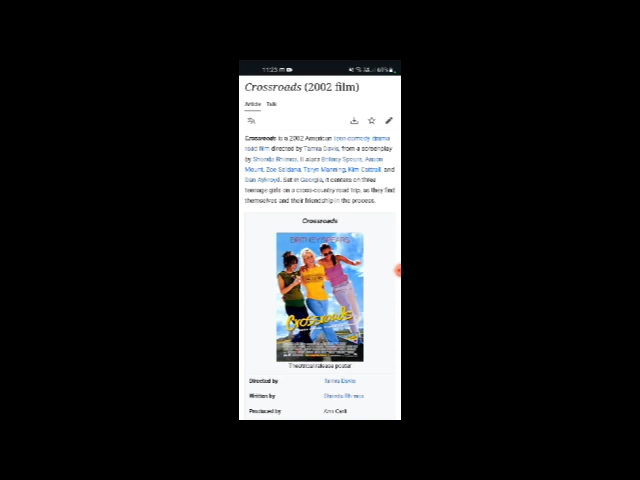 11:23
Crossroads (2002 film)
Article Talk
Crossroads is a 2002 American teen comedy drama
road film directed by Tamra Davis, from a screenplay
by Shonda Rhimes. It stars Britney Spears, Anson
Mount, Zoe Saldana, Taryn Manning, Kim Cattrall, and
Dan Aykroyd. Set in Georgia, it centers on three
teenage girls on a cross-country road trip, as they find
themselves and their friendship in the process.
Crossroads
BRITNEY SPEARS
Crossroads
Theatrical release poster
Directed by Tamra Davis
Written by Shonda Rhimes
Produced by Ann Carli